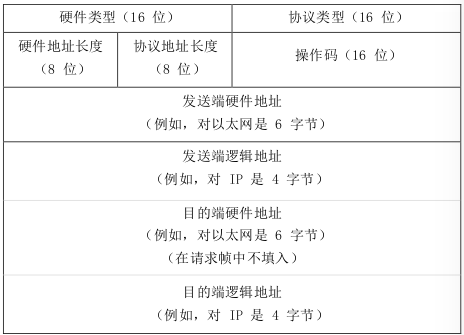 硬件类型（16 位）
协议类型（16 位）
硬件地址长度
（8 位）
协议地址长度
（8 位）
操作码（16 位）
发送端硬件地址
（例如，对以太网是 6 字节）
发送端逻辑地址
（例如，对 IP 是 4 字节）
目的端硬件地址
（例如，对以太网是 6 字节）
（在请求帧中不填入）
目的端逻辑地址
（例如，对 IP 是 4 字节）